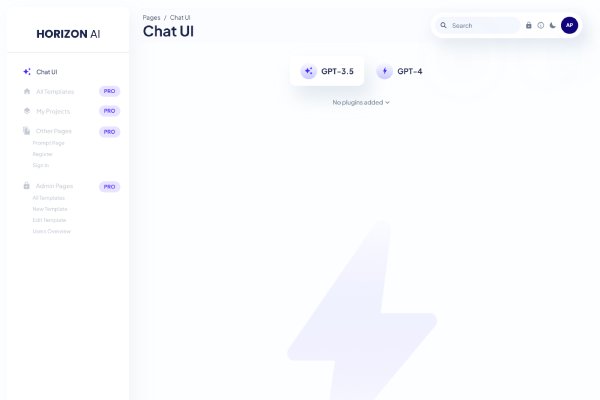 HORIZON AI
Chat UI
All Templates PRO
My Projects PRO
Other Pages PRO
Prompt Page
Register
Sign In
Admin Pages PRO
All Templates
New Template
Edit Template
Users Overview
Pages / Chat UI
Chat UI
Search
AP
GPT-3.5
GPT-4
No plugins added